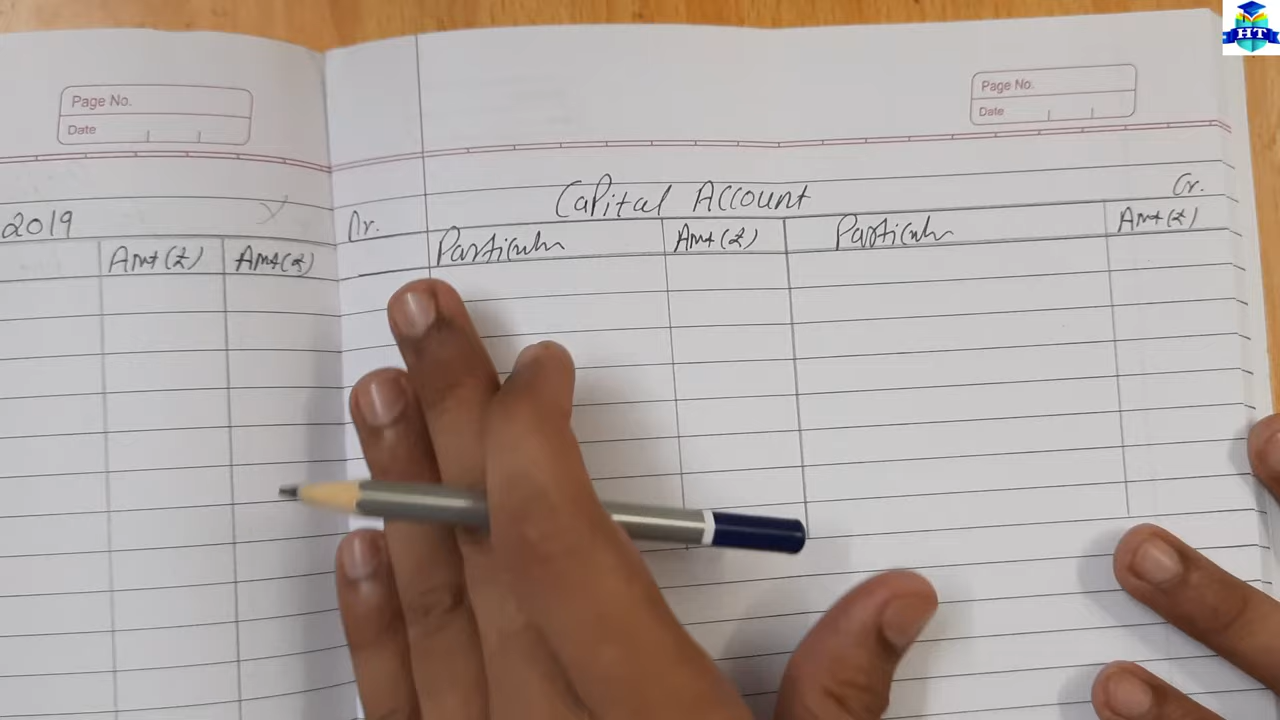 HT
Page No.
Date
Page No.
Date
2019
Amt(₹) Amt(₹)
Capital Account
Dr. Cr.
Particular Amt(₹) Particular Amt(₹)